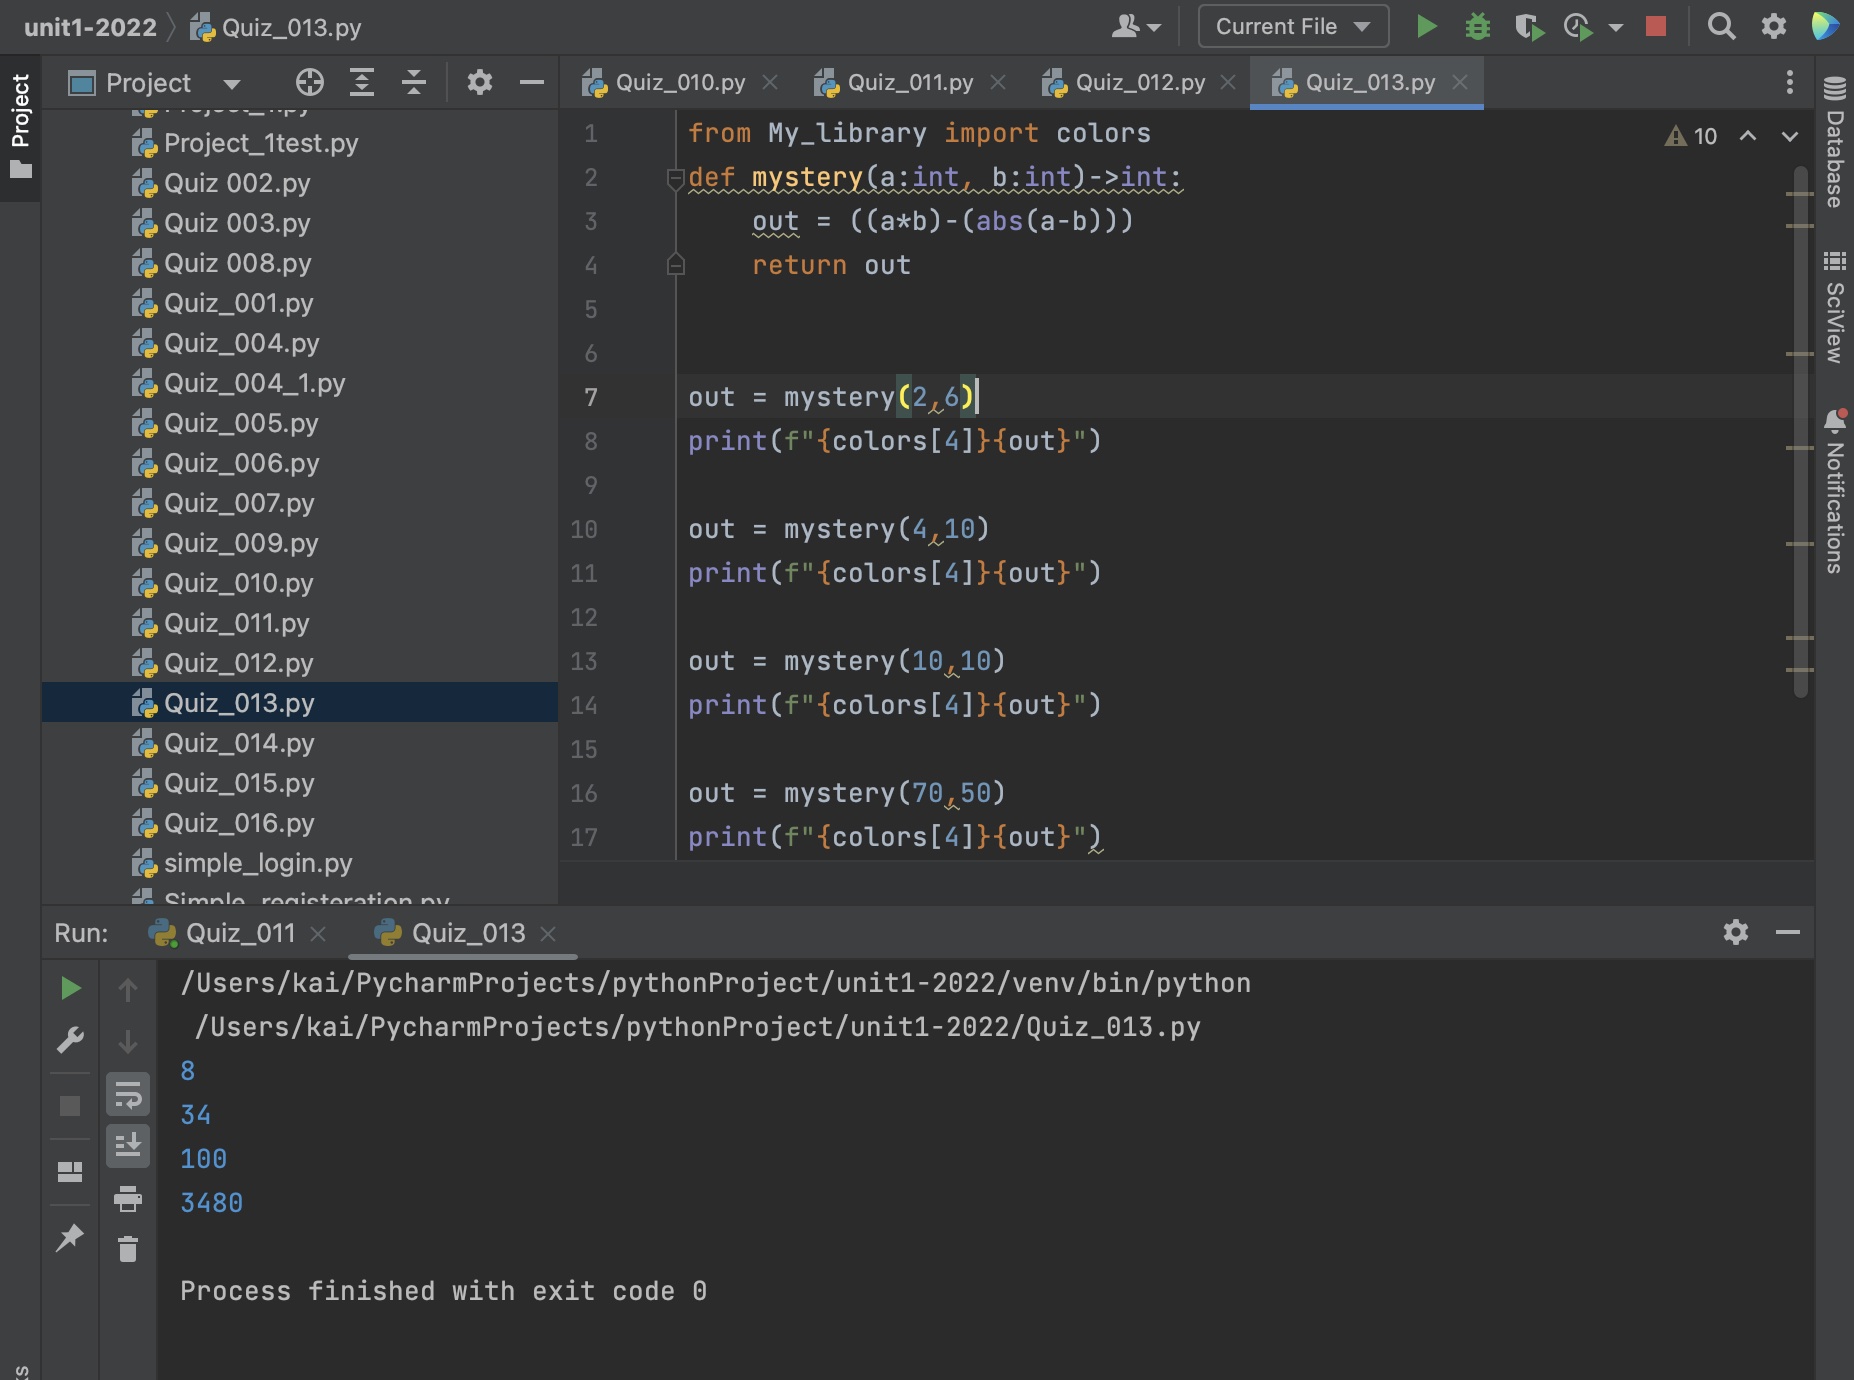 unit1-2022
Quiz_013.py
Current File
Project
Project
Quiz_010.py
Quiz_011.py
Quiz_012.py
Quiz_013.py
Project_1test.py
Quiz 002.py
Quiz 003.py
Quiz 008.py
Quiz_001.py
Quiz_004.py
Quiz_004_1.py
Quiz_005.py
Quiz_006.py
Quiz_007.py
Quiz_009.py
Quiz_010.py
Quiz_011.py
Quiz_012.py
Quiz_013.py
Quiz_014.py
Quiz_015.py
Quiz_016.py
simple_login.py
Simple_registeration.py
1 from My_library import colors
2 def mystery(a:int, b:int)->int:
3 out = ((a*b)-(abs(a-b)))
4 return out
5
6
7 out = mystery(2,6)
8 print(f"{colors[4]}{out}")
9
10 out = mystery(4,10)
11 print(f"{colors[4]}{out}")
12
13 out = mystery(10,10)
14 print(f"{colors[4]}{out}")
15
16 out = mystery(70,50)
17 print(f"{colors[4]}{out}")
10
Database
SciView
Notifications
Run:
Quiz_011
Quiz_013
/Users/kai/PycharmProjects/pythonProject/unit1-2022/venv/bin/python
/Users/kai/PycharmProjects/pythonProject/unit1-2022/Quiz_013.py
8
34
100
3480
Process finished with exit code 0